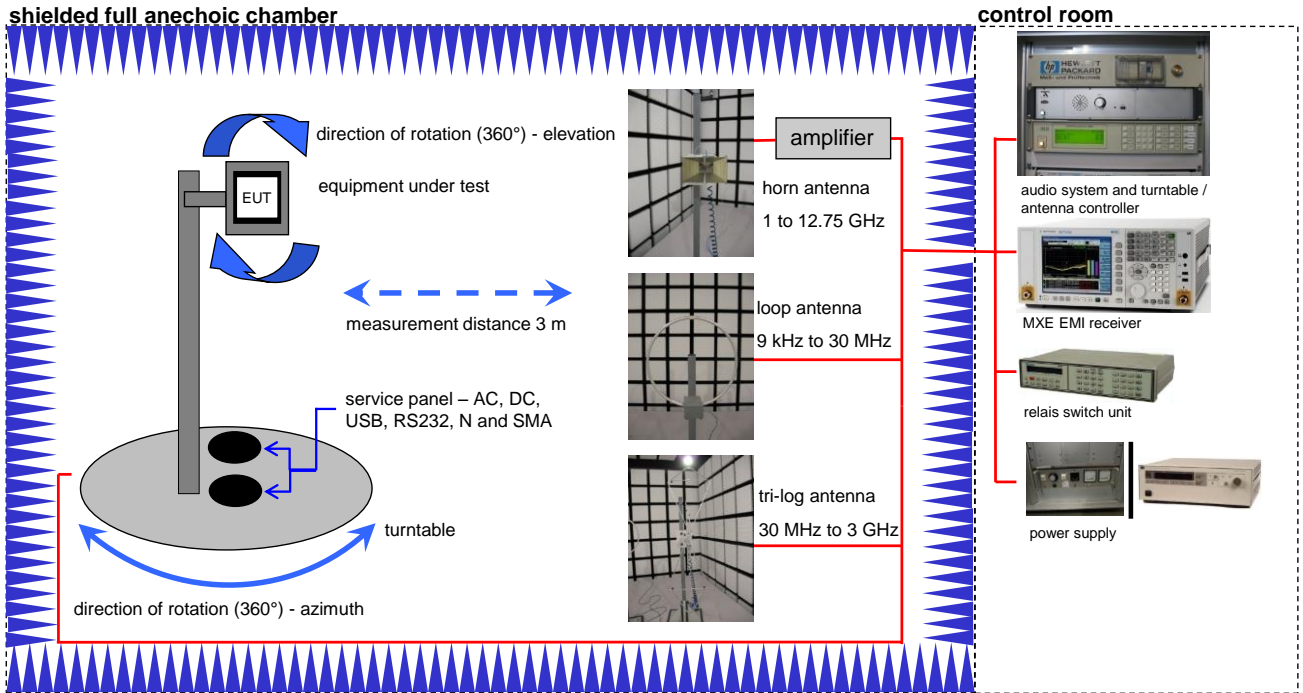 shielded full anechoic chamber
control room
direction of rotation (360°) - elevation
equipment under test
EUT
measurement distance 3 m
service panel – AC, DC,
USB, RS232, N and SMA
turntable
direction of rotation (360°) - azimuth
amplifier
horn antenna
1 to 12.75 GHz
loop antenna
9 kHz to 30 MHz
tri-log antenna
30 MHz to 3 GHz
hp HEWLETT
PACKARD
audio system and turntable /
antenna controller
MXE EMI receiver
relais switch unit
power supply